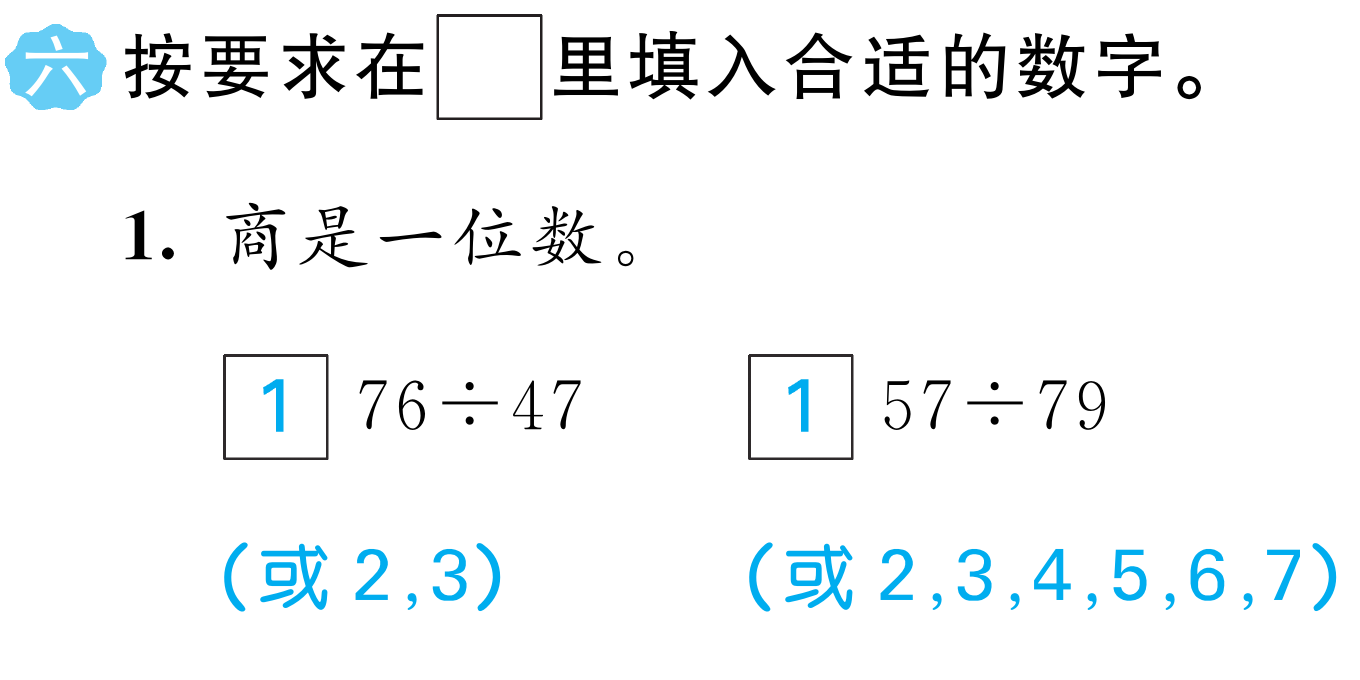 六 按要求在□里填入合适的数字。
1. 商是一位数。
1 76÷47 1 57÷79
(或 2,3) (或 2,3,4,5,6,7)